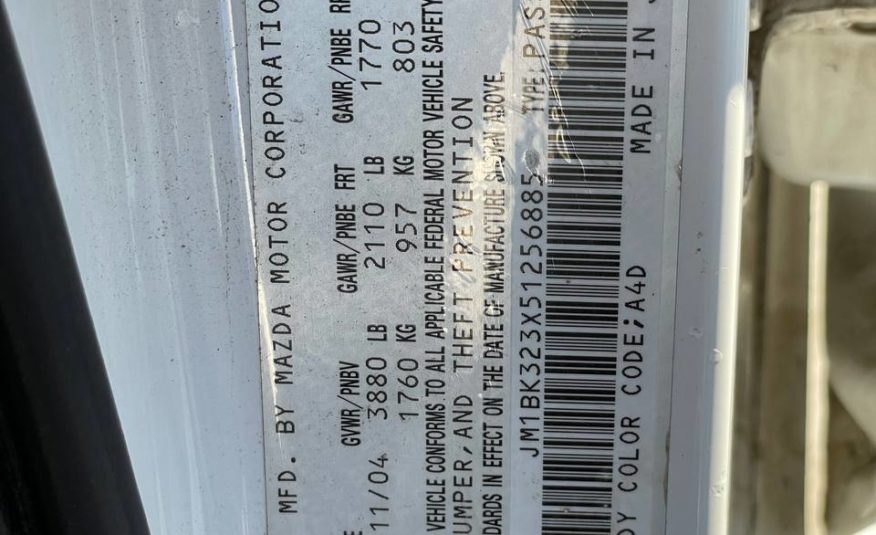 MFD. BY MAZDA MOTOR CORPORATIO
GVWR/PNBV GAWR/PNBE FRT GAWR/PNBE RR
11/04 3880 LB 2110 LB 1770
1760 KG 957 KG 803
VEHICLE CONFORMS TO ALL APPLICABLE FEDERAL MOTOR VEHICLE SAFETY
UMPER,AND THEFT PREVENTION
DARDS IN EFFECT ON THE DATE OF MANUFACTURE SHOWN ABOVE.
JM1BK323X51256885 TYPE: PAS
DY COLOR CODE;A4D MADE IN J